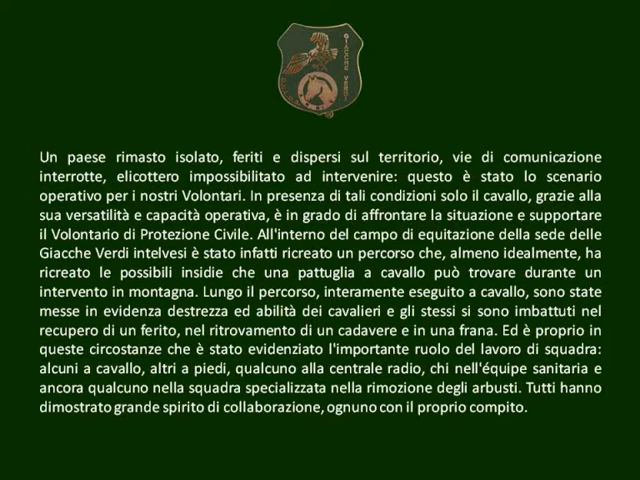 GIACCHE VERDI
Un paese rimasto isolato, feriti e dispersi sul territorio, vie di comunicazione
interrotte, elicottero impossibilitato ad intervenire: questo è stato lo scenario
operativo per i nostri Volontari. In presenza di tali condizioni solo il cavallo, grazie alla
sua versatilità e capacità operativa, è in grado di affrontare la situazione e supportare
il Volontario di Protezione Civile. All'interno del campo di equitazione della sede delle
Giacche Verdi intelvesi è stato infatti ricreato un percorso che, almeno idealmente, ha
ricreato le possibili insidie che una pattuglia a cavallo può trovare durante un
intervento in montagna. Lungo il percorso, interamente eseguito a cavallo, sono state
messe in evidenza destrezza ed abilità dei cavalieri e gli stessi si sono imbattuti nel
recupero di un ferito, nel ritrovamento di un cadavere e in una frana. Ed è proprio in
queste circostanze che è stato evidenziato l'importante ruolo del lavoro di squadra:
alcuni a cavallo, altri a piedi, qualcuno alla centrale radio, chi nell'équipe sanitaria e
ancora qualcuno nella squadra specializzata nella rimozione degli arbusti. Tutti hanno
dimostrato grande spirito di collaborazione, ognuno con il proprio compito.